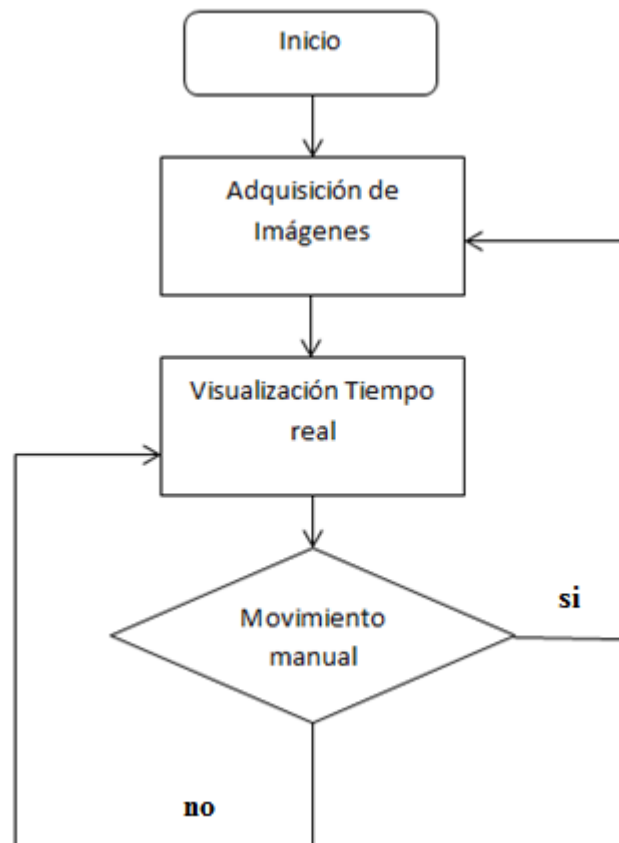 Inicio
Adquisición de
Imágenes
Visualización Tiempo
real
Movimiento
manual
si
no